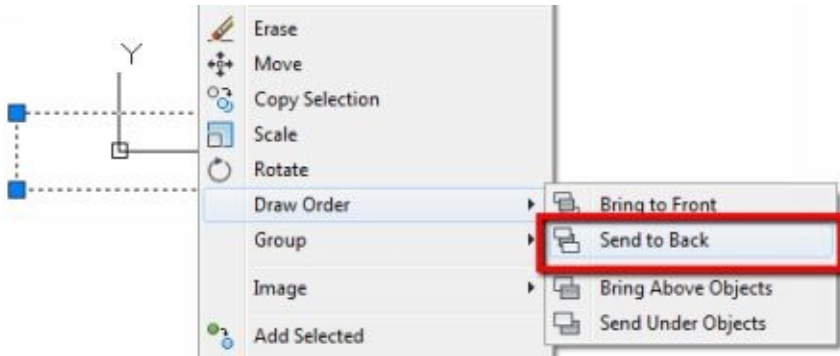 Y
Erase
Move
Copy Selection
Scale
Rotate
Draw Order
Group
Image
Add Selected
Bring to Front
Send to Back
Bring Above Objects
Send Under Objects